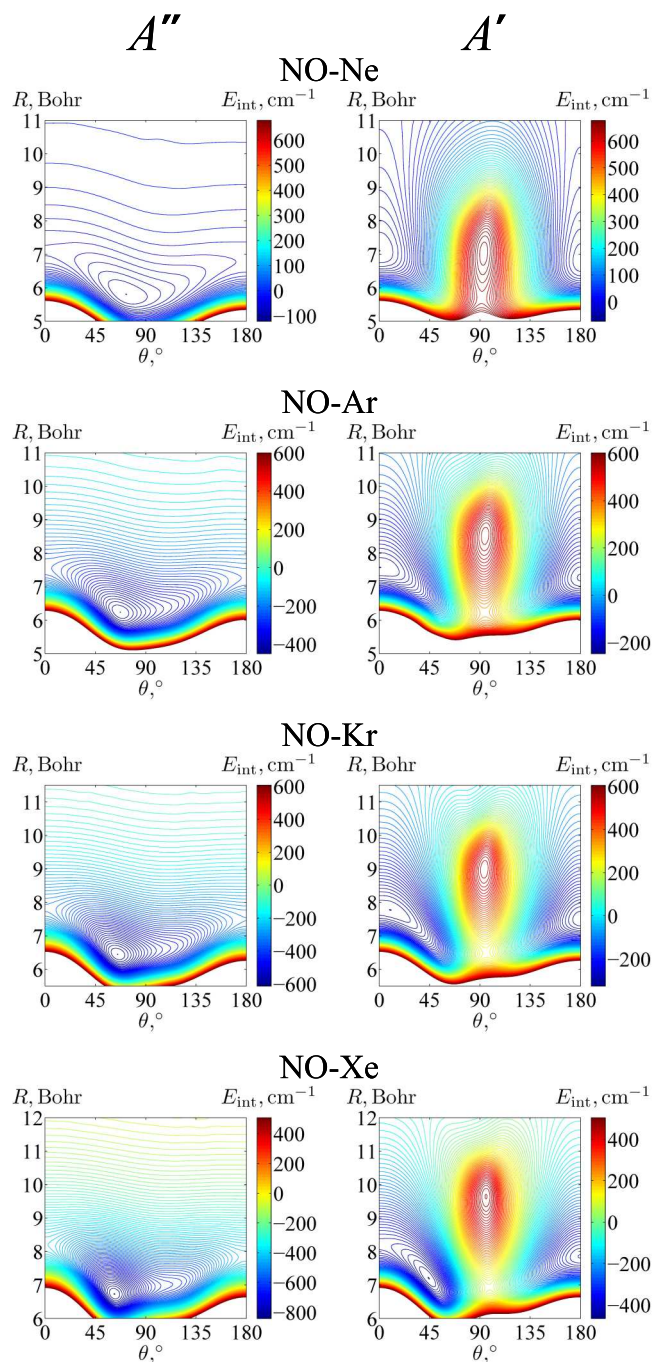 A″ A′
NO-Ne
R, Bohr E_int, cm⁻¹ R, Bohr E_int, cm⁻¹
11 11
600 600
10 10
500 500
9 400 9 400
300 300
8 8
200 200
7 7
100 100
6 0 6 0
5 −100 5
0 45 90 135 180 0 45 90 135 180
θ,° θ,°
NO-Ar
R, Bohr E_int, cm⁻¹ R, Bohr E_int, cm⁻¹
11 600 11 600
10 400 10 400
9 200 9
8 0 8 200
7 −200 7 0
6 6
−400 −200
5 5
0 45 90 135 180 0 45 90 135 180
θ,° θ,°
NO-Kr
R, Bohr E_int, cm⁻¹ R, Bohr E_int, cm⁻¹
11 600 11 600
10 400 10 400
9 200 9
0 200
8 8
−200 0
7 −400 7
6 −600 6 −200
0 45 90 135 180 0 45 90 135 180
θ,° θ,°
NO-Xe
R, Bohr E_int, cm⁻¹ R, Bohr E_int, cm⁻¹
12 12
400 400
11 11
200
10 0 10 200
9 −200 9 0
8 −400 8
−600 −200
7 7
−800 −400
6 6
0 45 90 135 180 0 45 90 135 180
θ,° θ,°